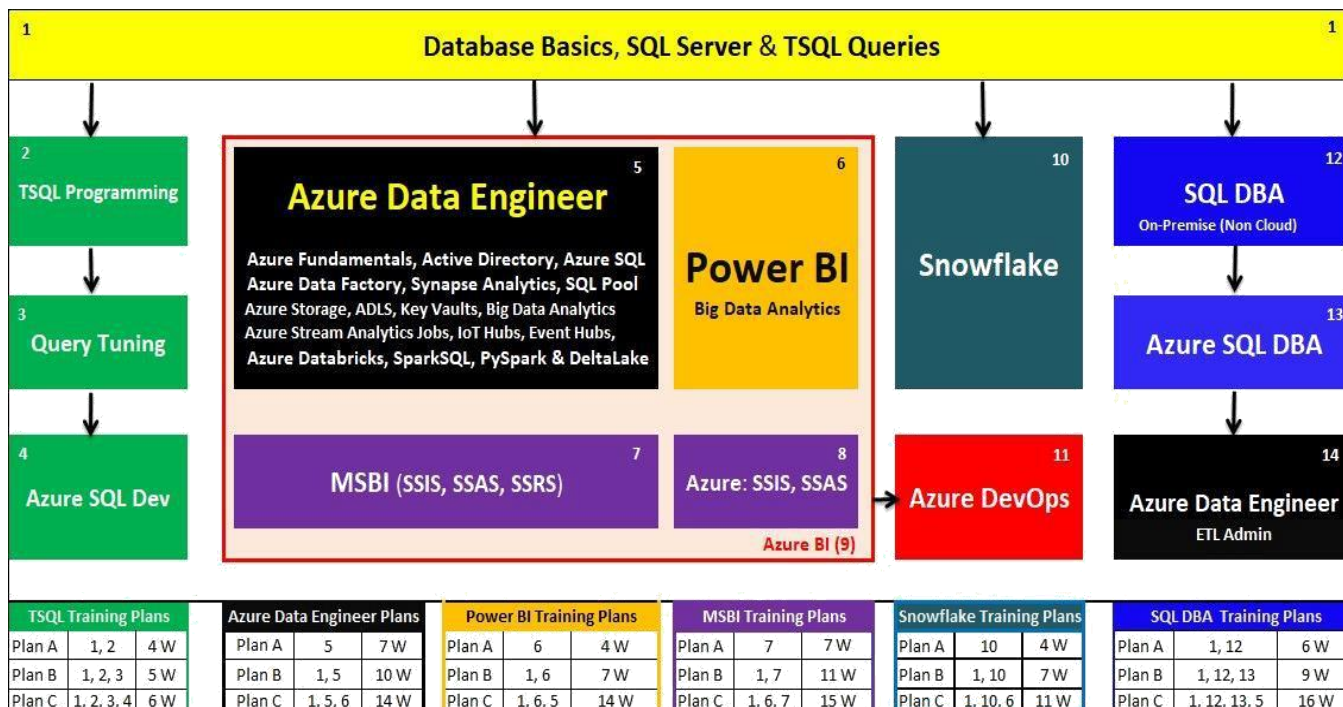 1
1
Database Basics, SQL Server & TSQL Queries
2
TSQL Programming
3
Query Tuning
4
Azure SQL Dev
5
Azure Data Engineer
Azure Fundamentals, Active Directory, Azure SQL
Azure Data Factory, Synapse Analytics, SQL Pool
Azure Storage, ADLS, Key Vaults, Big Data Analytics
Azure Stream Analytics Jobs, IoT Hubs, Event Hubs,
Azure Databricks, SparkSQL, PySpark & DeltaLake
6
Power BI
Big Data Analytics
7
MSBI (SSIS, SSAS, SSRS)
8
Azure: SSIS, SSAS
Azure BI (9)
10
Snowflake
11
Azure DevOps
12
SQL DBA
On-Premise (Non Cloud)
13
Azure SQL DBA
14
Azure Data Engineer
ETL Admin
TSQL Training Plans
Plan A 1, 2 4 W
Plan B 1, 2, 3 5 W
Plan C 1, 2, 3, 4 6 W
Azure Data Engineer Plans
Plan A 5 7 W
Plan B 1, 5 10 W
Plan C 1, 5, 6 14 W
Power BI Training Plans
Plan A 6 4 W
Plan B 1, 6 7 W
Plan C 1, 6, 5 14 W
MSBI Training Plans
Plan A 7 7 W
Plan B 1, 7 11 W
Plan C 1, 6, 7 15 W
Snowflake Training Plans
Plan A 10 4 W
Plan B 1, 10 7 W
Plan C 1, 10, 6 11 W
SQL DBA Training Plans
Plan A 1, 12 6 W
Plan B 1, 12, 13 9 W
Plan C 1, 12, 13, 5 16 W